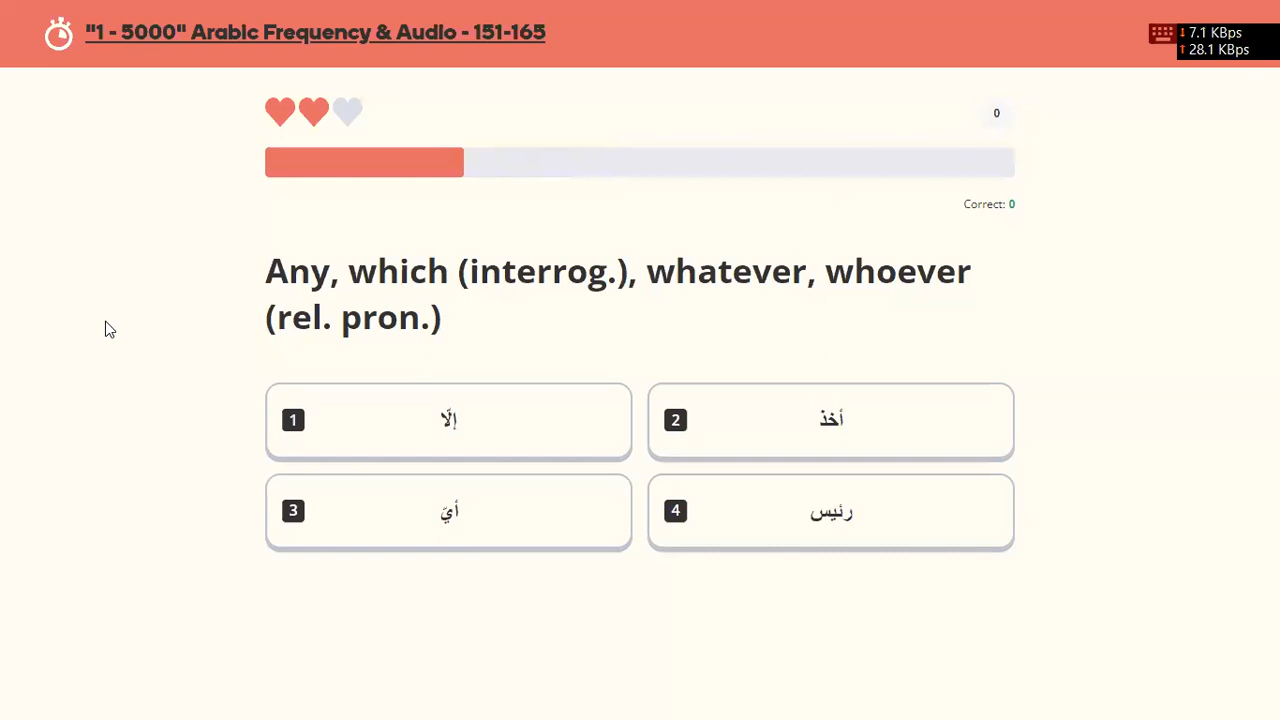 "1 - 5000" Arabic Frequency & Audio - 151-165
↓ 7.1 KBps
↑ 28.1 KBps
0
Correct: 0
Any, which (interrog.), whatever, whoever
(rel. pron.)
1 إلّا
2 أخذ
3 أيّ
4 رئيس